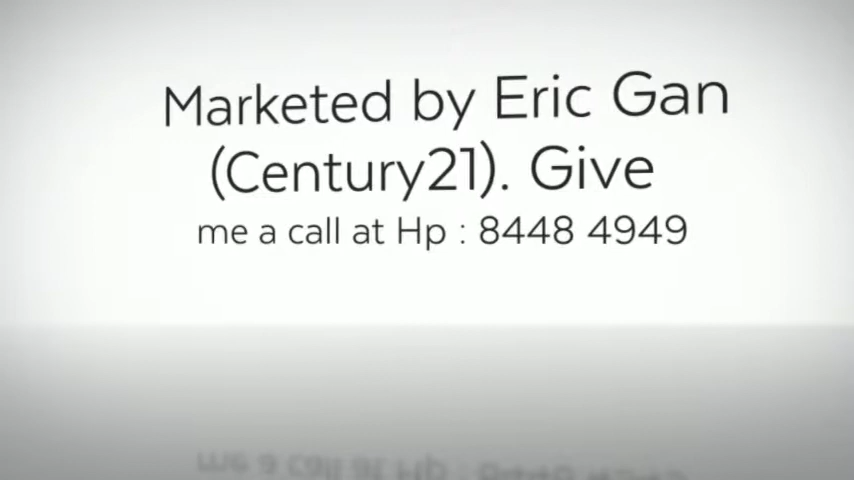 Marketed by Eric Gan
(Century21). Give
me a call at Hp : 8448 4949